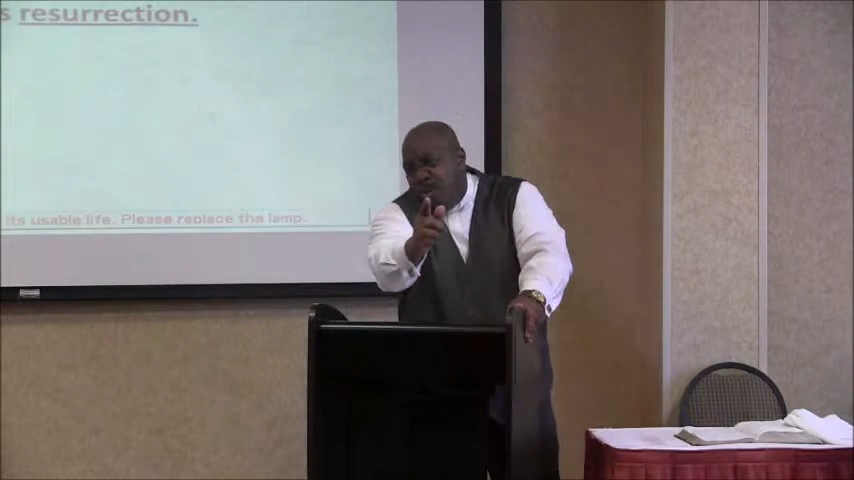 s resurrection.
its usable life. Please replace the lamp.